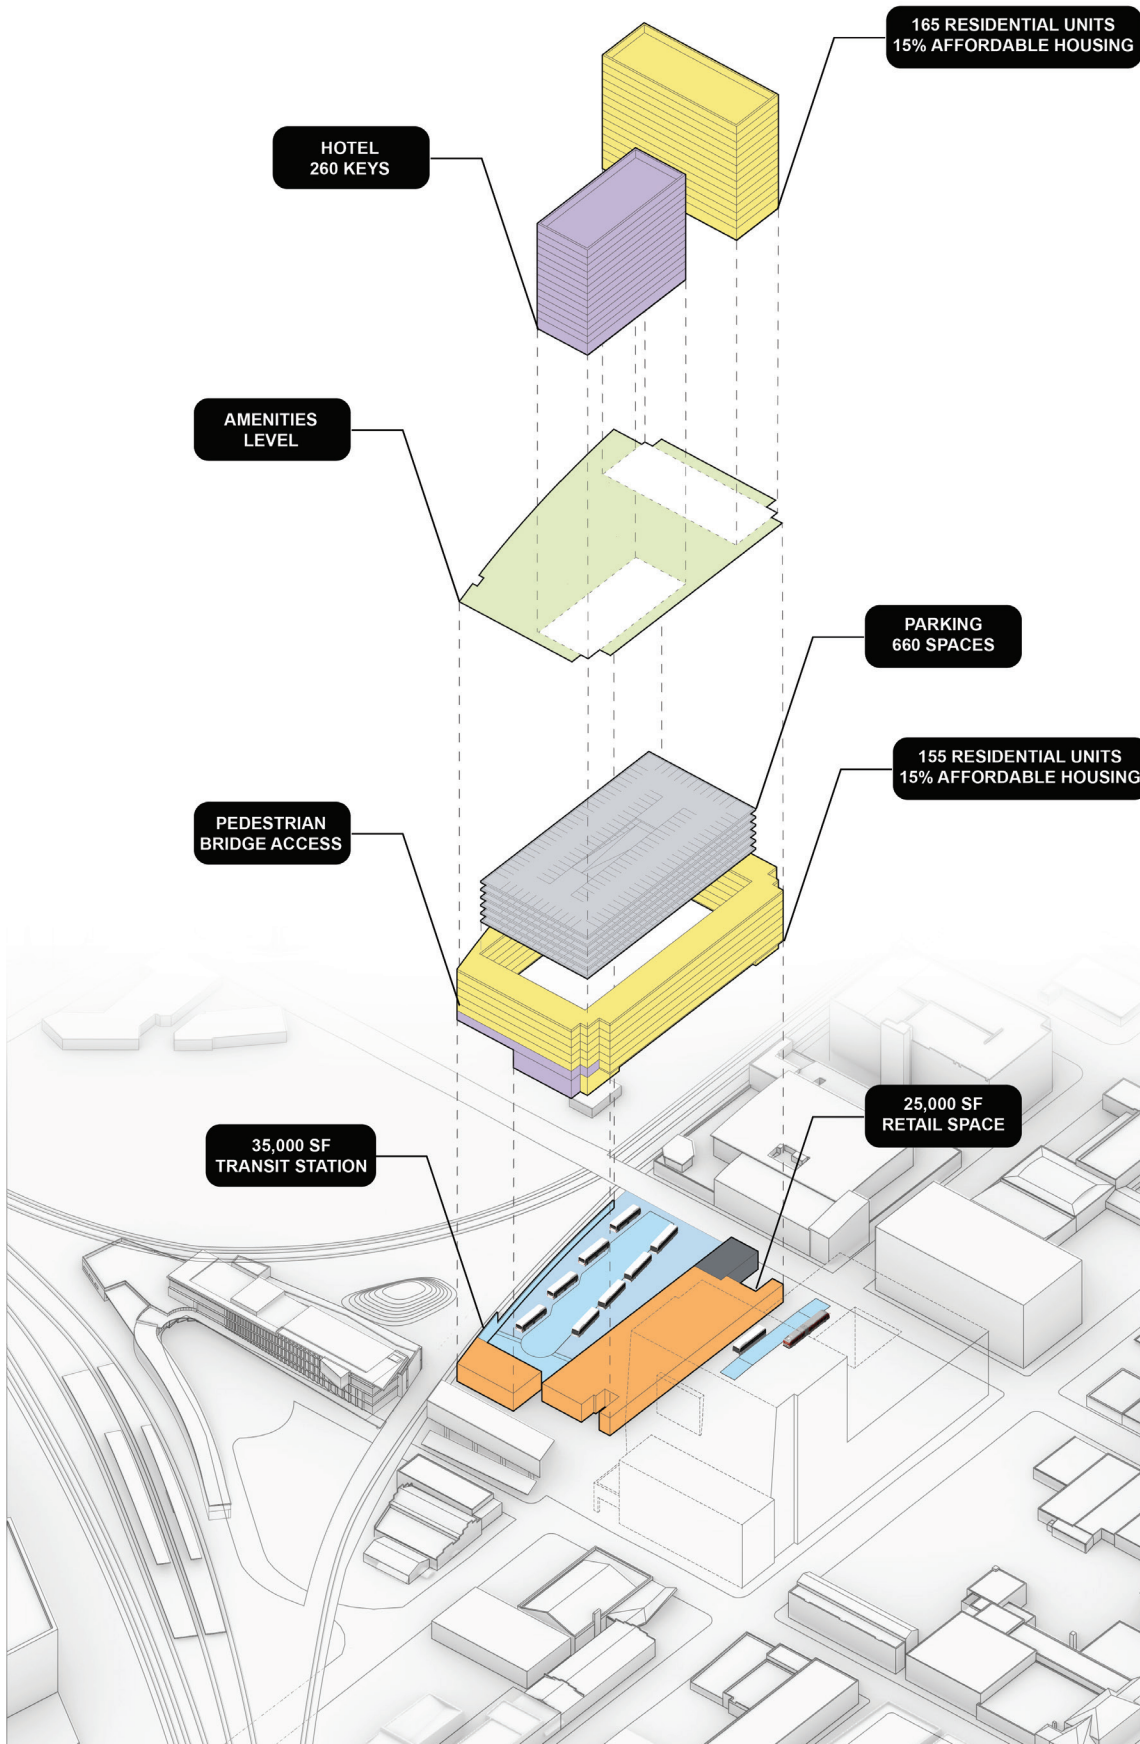 165 RESIDENTIAL UNITS
15% AFFORDABLE HOUSING
HOTEL
260 KEYS
AMENITIES
LEVEL
PARKING
660 SPACES
155 RESIDENTIAL UNITS
15% AFFORDABLE HOUSING
PEDESTRIAN
BRIDGE ACCESS
25,000 SF
RETAIL SPACE
35,000 SF
TRANSIT STATION